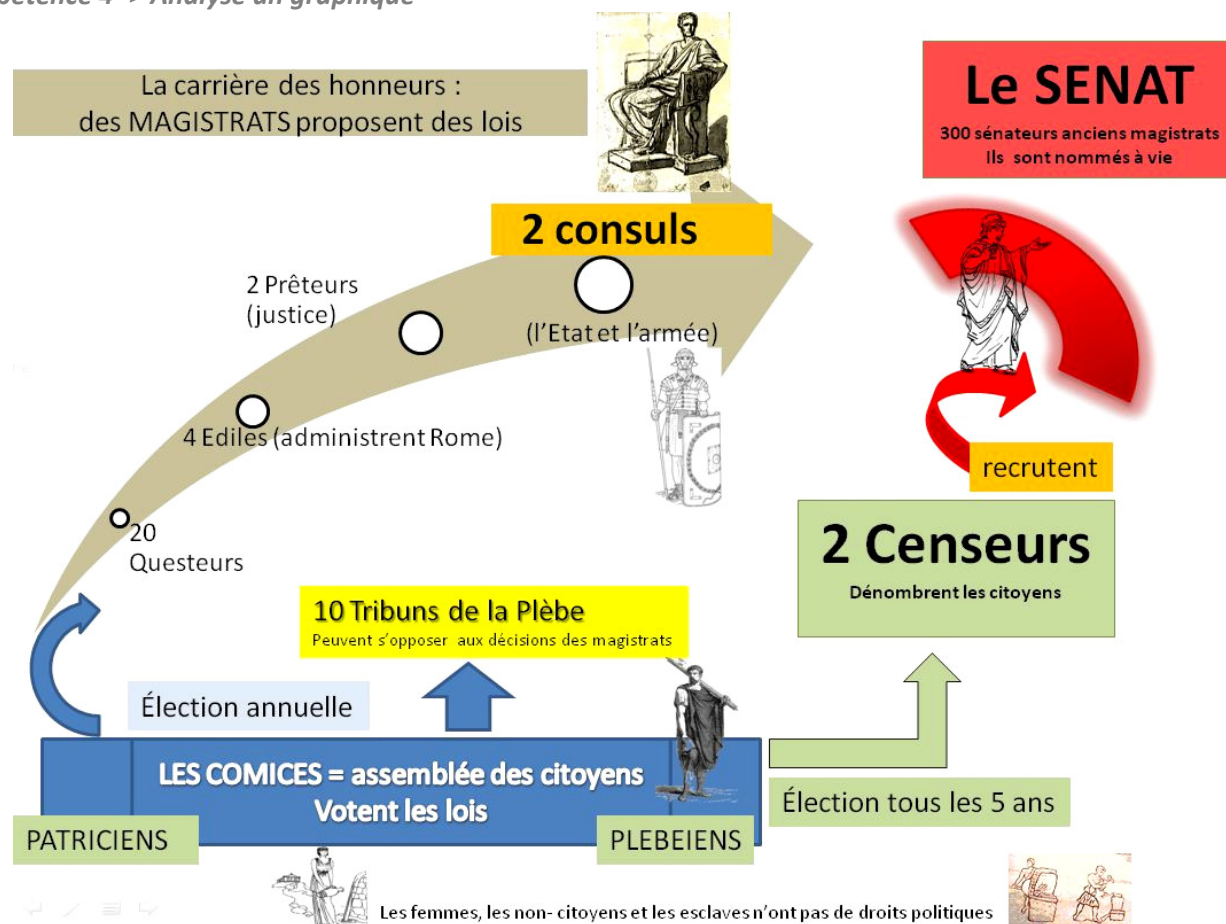 4 -> Analyse un graphique
La carrière des honneurs :
des MAGISTRATS proposent des lois
Le SENAT
300 sénateurs anciens magistrats
Ils sont nommés à vie
2 consuls
2 Prêteurs
(justice)
(l'Etat et l'armée)
4 Ediles (administrent Rome)
recrutent
20
Questeurs
2 Censeurs
Dénombrent les citoyens
10 Tribuns de la Plèbe
Peuvent s'opposer aux décisions des magistrats
Élection annuelle
LES COMICES = assemblée des citoyens
Votent les lois
Élection tous les 5 ans
PATRICIENS
PLEBEIENS
Les femmes, les non- citoyens et les esclaves n'ont pas de droits politiques